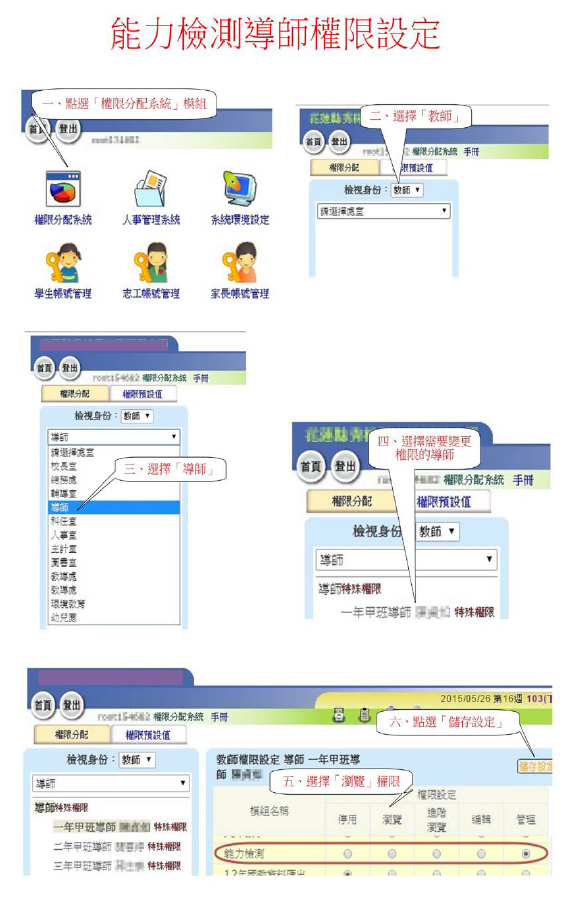 能力檢測導師權限設定
一、點選「權限分配系統」模組
首頁 登出
權限分配系統 人事管理系統 系統環境設定
學生帳號管理 志工帳號管理 家長帳號管理
二、選擇「教師」
首頁 登出
權限分配系統 手冊
權限分配 權限預設值
檢視身份：教師
請選擇處室
首頁 登出
權限分配系統 手冊
權限分配 權限預設值
檢視身份：教師
導師
請選擇處室
校長室
總務處
輔導室
導師
科任室
人事室
主計室
圖書室
教導處
教導處
環境教育
幼兒園
三、選擇「導師」
四、選擇需要變更
權限的導師
首頁 登出
權限分配系統 手冊
權限分配 權限預設值
檢視身份 教師
導師
導師特殊權限
一年甲班導師 特殊權限
首頁 登出
2015/05/26 第16週 103(下
權限分配系統 手冊
六、點選「儲存設定」
權限分配 權限預設值
檢視身份：教師
導師
導師特殊權限
一年甲班導師 特殊權限
二年甲班導師 特殊權限
三年甲班導師 特殊權限
教師權限設定 導師 一年甲班導
師
儲存設定
五、選擇「瀏覽」權限
模組名稱 權限設定
停用 瀏覽 進階瀏覽 編輯 管理
能力檢測
12年國教資料匯出